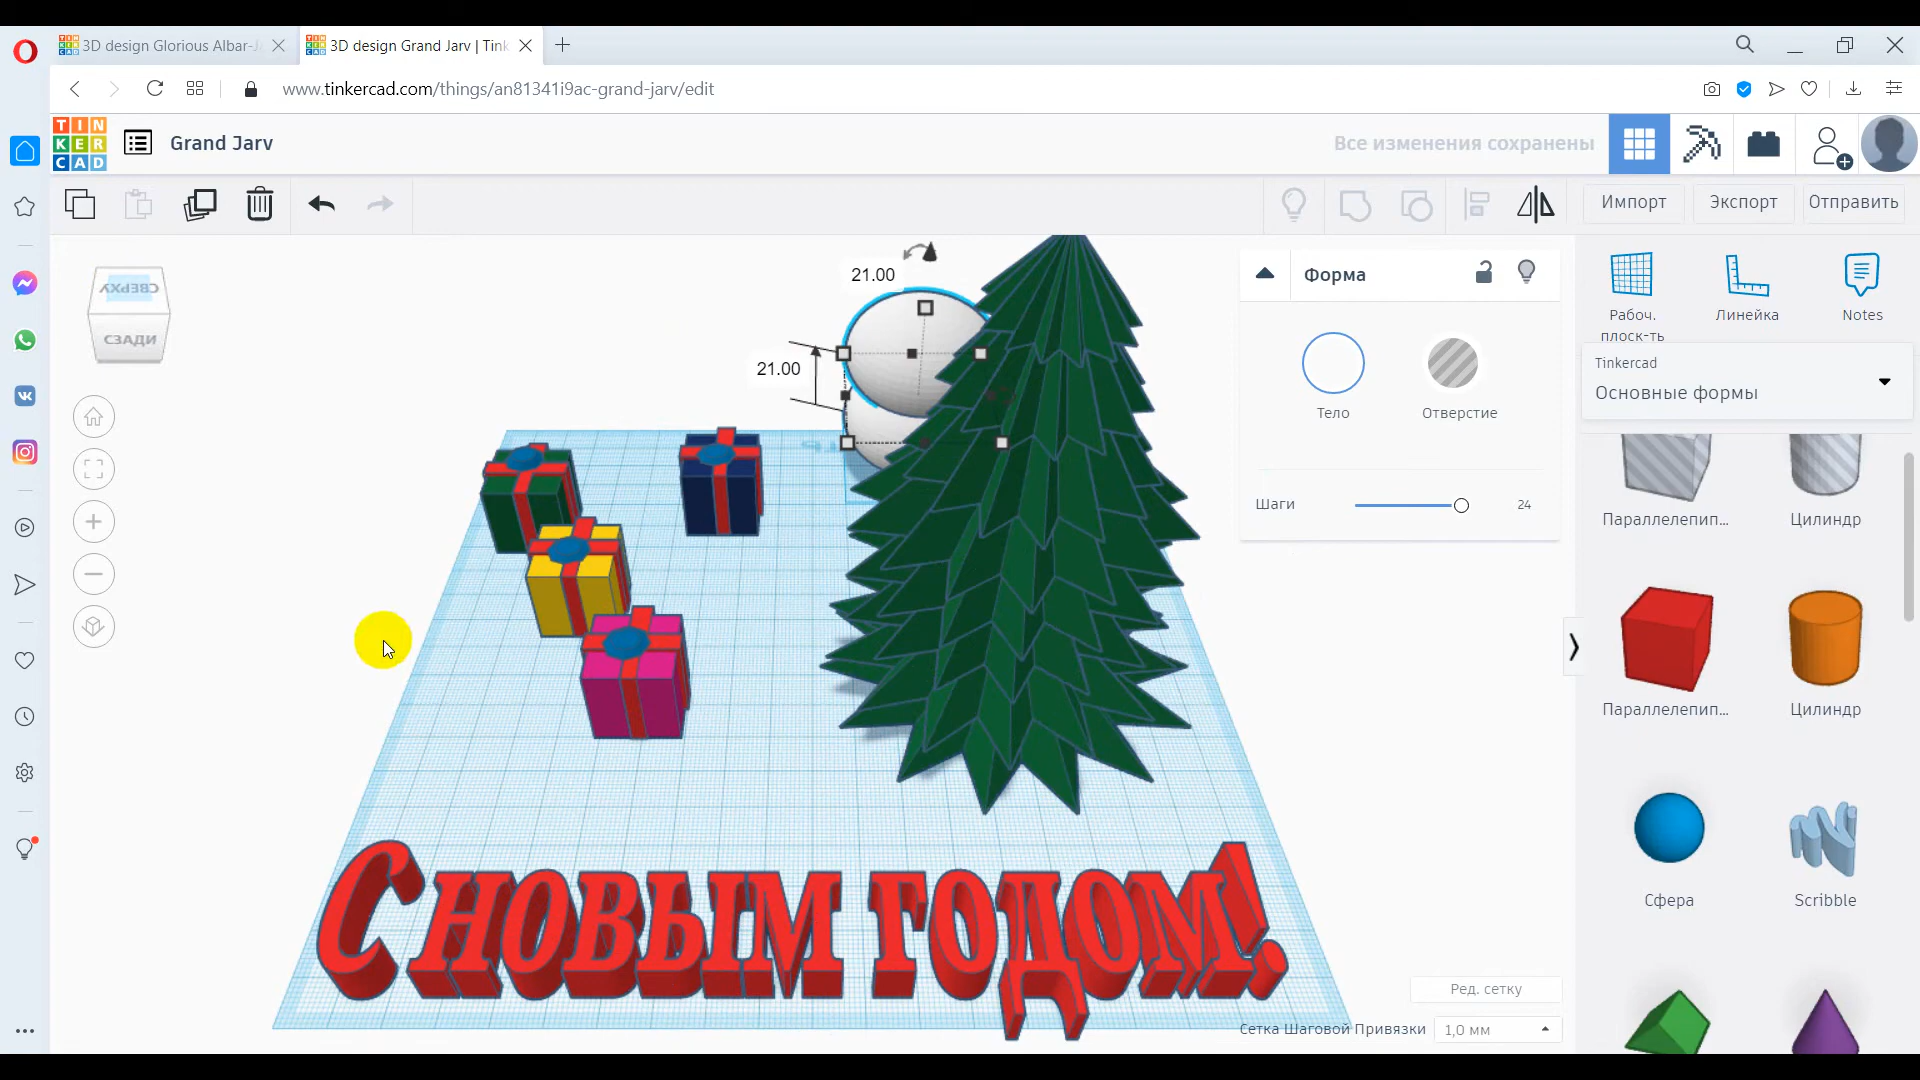 3D design Glorious Albar-J
3D design Grand Jarv | Tink
www.tinkercad.com/things/an81341i9ac-grand-jarv/edit
TIN
KER
CAD
Grand Jarv
Все изменения сохранены
Импорт
Экспорт
Отправить
СВЕРХУ
СЗАДИ
21.00
21.00
Форма
Тело
Отверстие
Шаги
24
Рабоч.
плоск-ть
Линейка
Notes
Tinkercad
Основные формы
Параллелепип...
Цилиндр
Параллелепип...
Цилиндр
Сфера
Scribble
С НОВЫМ ГОДОМ!
Ред. сетку
Сетка Шаговой Привязки
1,0 мм